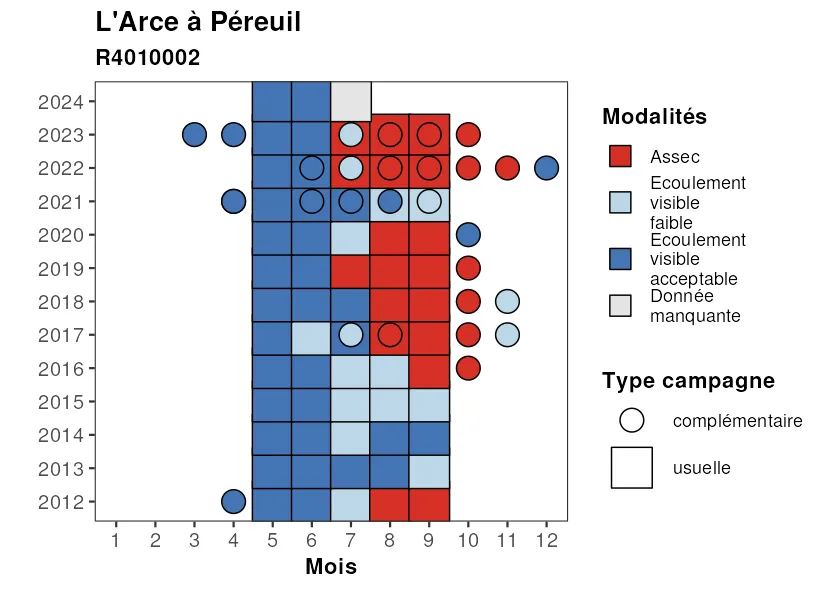 L'Arce à Péreuil
R4010002
2024
2023
2022
2021
2020
2019
2018
2017
2016
2015
2014
2013
2012
1 2 3 4 5 6 7 8 9 10 11 12
Mois
Modalités
Assec
Ecoulement
visible
faible
Ecoulement
visible
acceptable
Donnée
manquante
Type campagne
complémentaire
usuelle